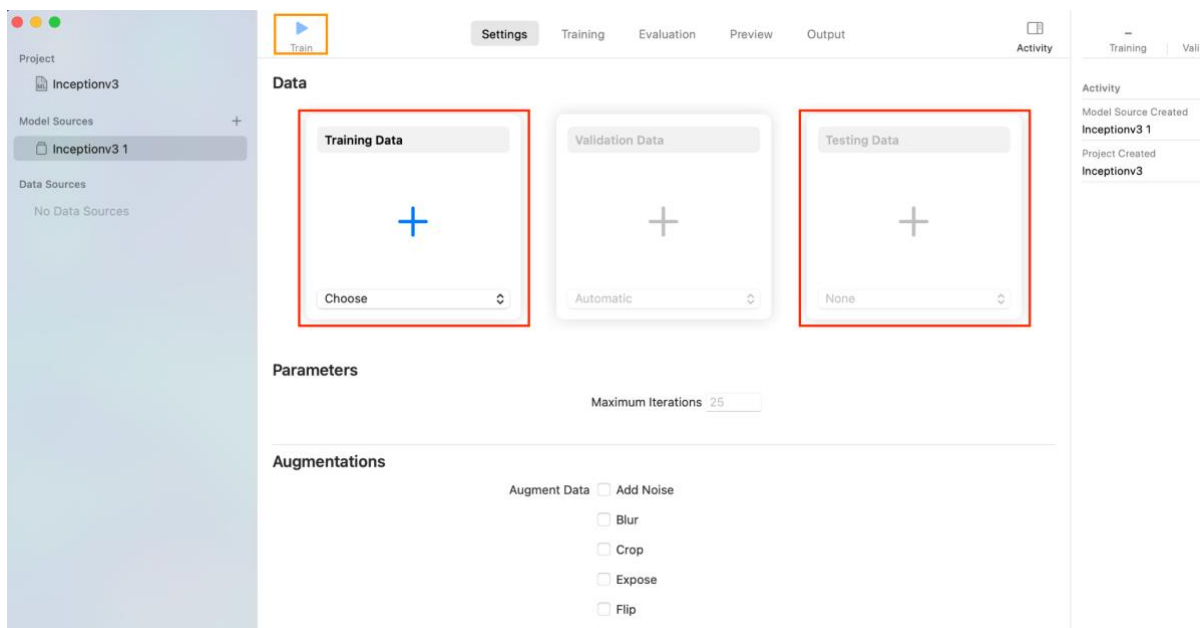 Project
Inceptionv3
Model Sources
Inceptionv3 1
Data Sources
No Data Sources
Train
Settings
Training
Evaluation
Preview
Output
Activity
Data
Training Data
Choose
Validation Data
Automatic
Testing Data
None
Parameters
Maximum Iterations 25
Augmentations
Augment Data
Add Noise
Blur
Crop
Expose
Flip
Training
Vali
Activity
Model Source Created
Inceptionv3 1
Project Created
Inceptionv3